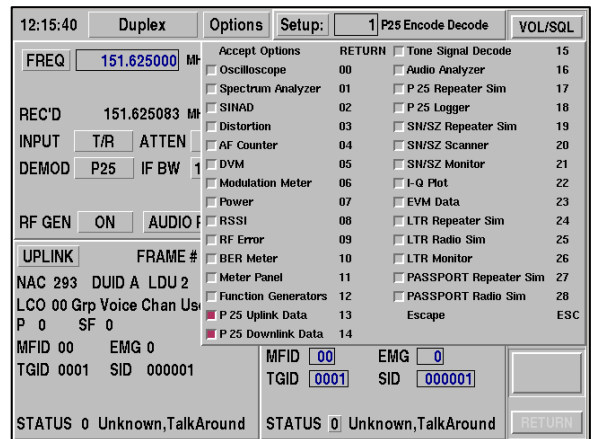 12:15:40 Duplex Options Setup: 1 P25 Encode Decode VOL/SQL
FREQ 151.625000
REC'D 151.625083
INPUT T/R ATTEN
DEMOD P25 IF BW 1
RF GEN ON AUDIO
Accept Options RETURN
Oscilloscope 00
Spectrum Analyzer 01
SINAD 02
Distortion 03
AF Counter 04
DVM 05
Modulation Meter 06
Power 07
RSSI 08
RF Error 09
BER Meter 10
Meter Panel 11
Function Generators 12
P 25 Uplink Data 13
P 25 Downlink Data 14
Tone Signal Decode 15
Audio Analyzer 16
P 25 Repeater Sim 17
P 25 Logger 18
SN/SZ Repeater Sim 19
SN/SZ Scanner 20
SN/SZ Monitor 21
I-Q Plot 22
EVM Data 23
LTR Repeater Sim 24
LTR Radio Sim 25
LTR Monitor 26
PASSPORT Repeater Sim 27
PASSPORT Radio Sim 28
Escape ESC
UPLINK FRAME #
NAC 293 DUID A LDU 2
LCO 00 Grp Voice Chan Us
P 0 SF 0
MFID 00 EMG 0
TGID 0001 SID 000001
STATUS 0 Unknown,TalkAround
MFID 00 EMG 0
TGID 0001 SID 000001
STATUS 0 Unknown,TalkAround
RETURN